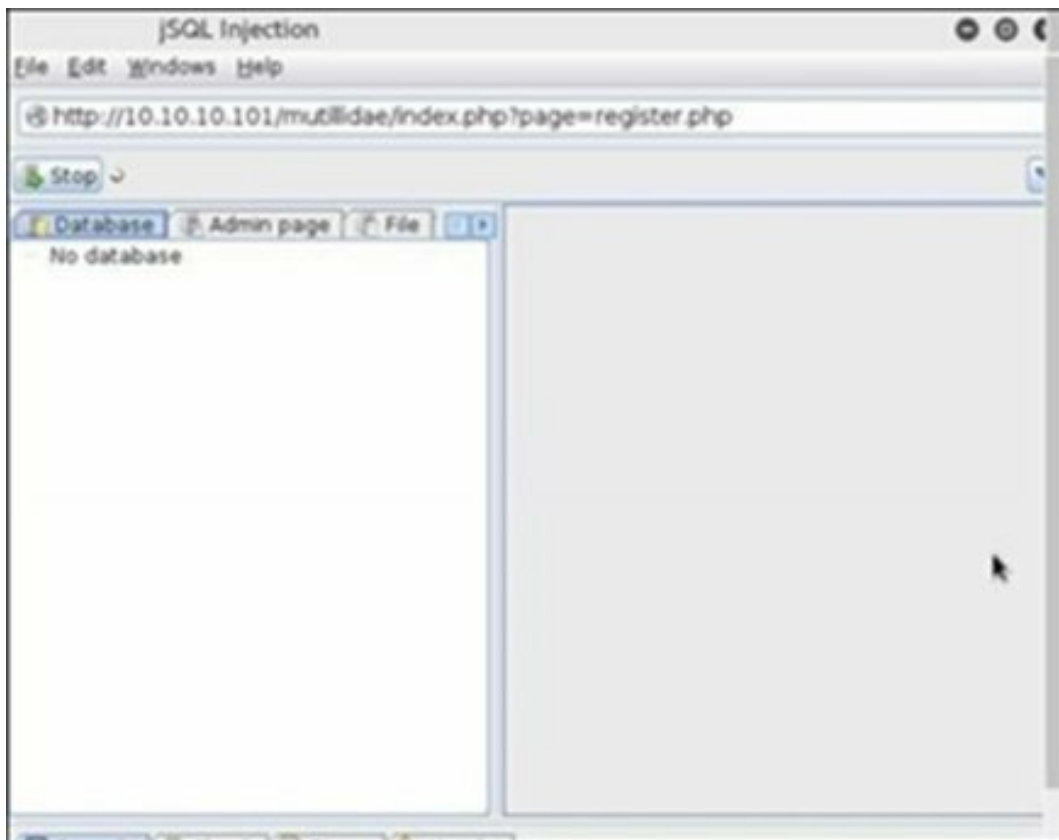 jSQL Injection
File Edit Windows Help
http://10.10.10.101/mutillidae/index.php?page=register.php
Stop
Database Admin page File
No database